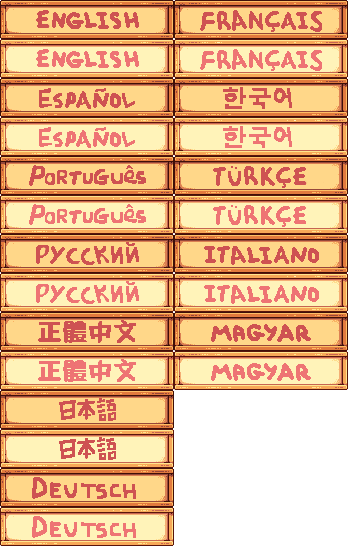 ENGLISH FRANÇAIS
ENGLISH FRANÇAIS
ESPAÑOL 한국어
ESPAÑOL 한국어
PORTUGUÊS TÜRKÇE
PORTUGUÊS TÜRKÇE
РУССКИЙ ITALIANO
РУССКИЙ ITALIANO
正體中文 MAGYAR
正體中文 MAGYAR
日本語
日本語
DEUTSCH
DEUTSCH